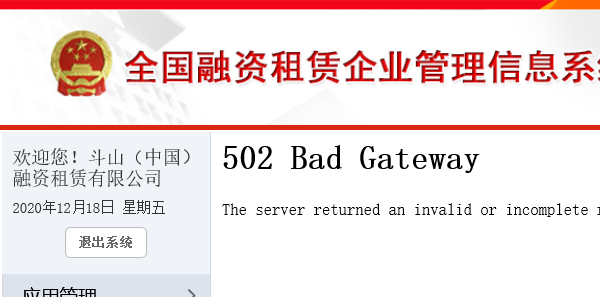 全国融资租赁企业管理信息系
欢迎您！斗山（中国）
融资租赁有限公司
2020年12月18日 星期五
退出系统
应用管理
502 Bad Gateway
The server returned an invalid or incomplete